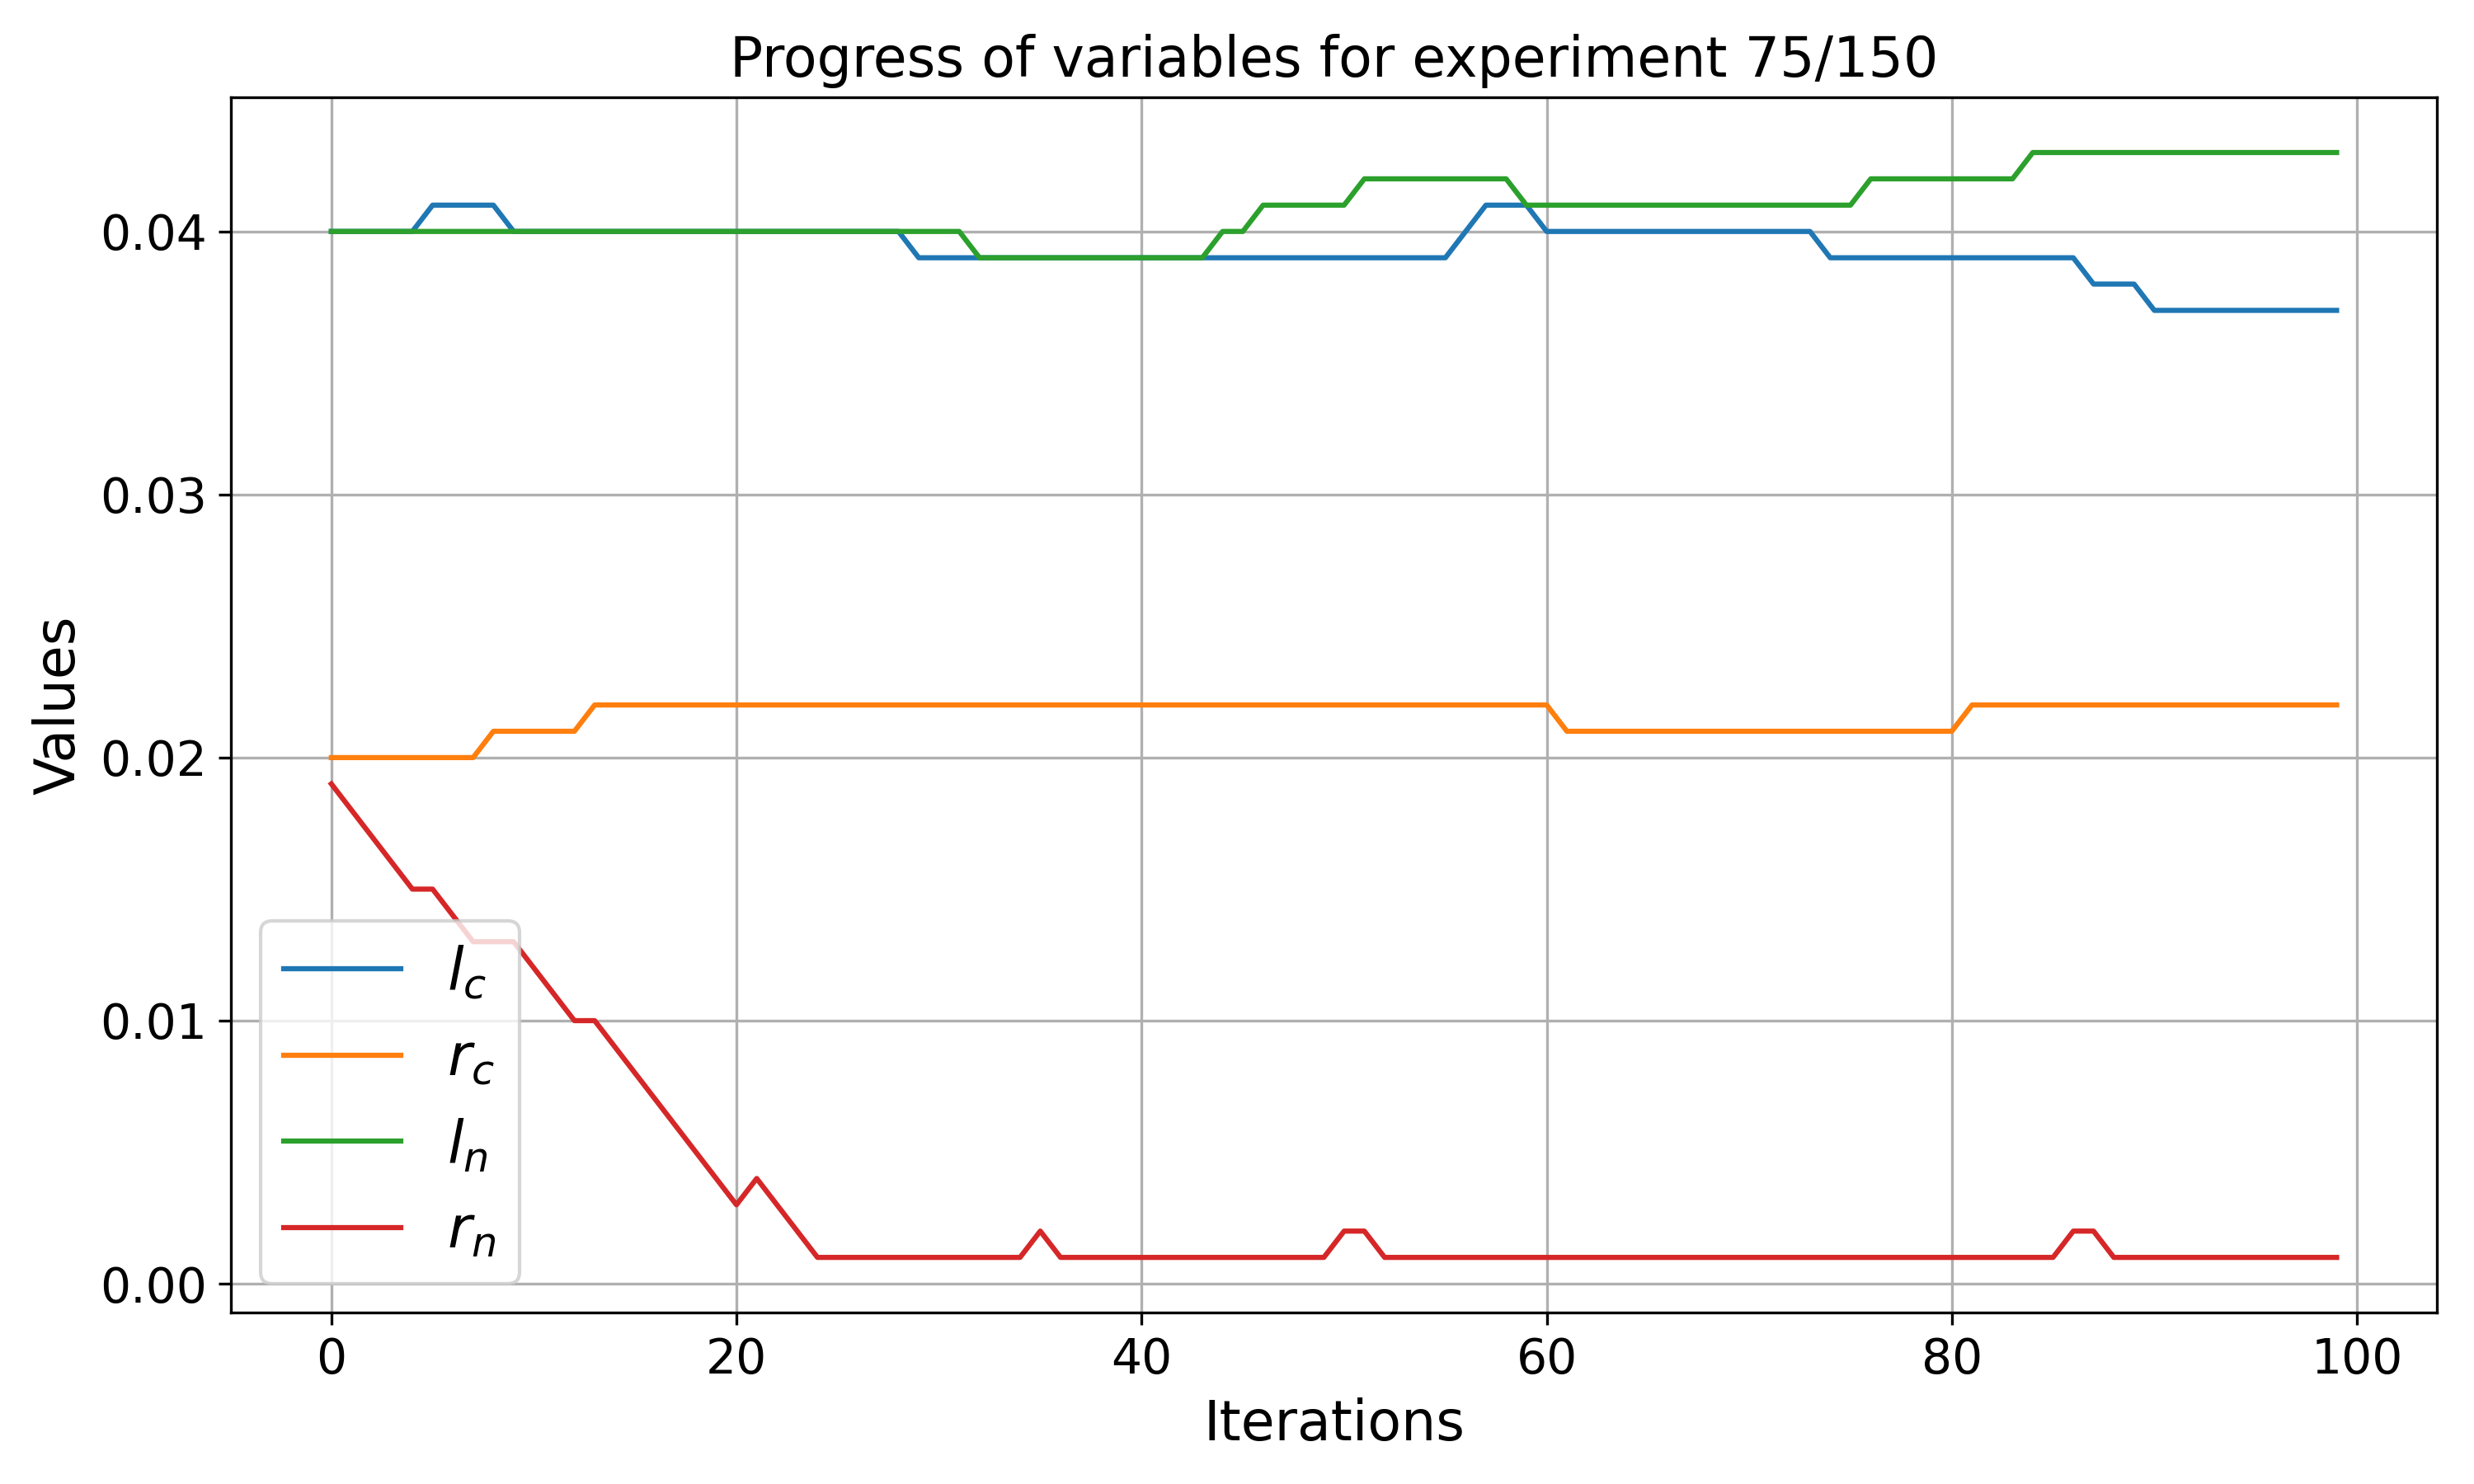 Progress of variables for experiment 75/150
Values
0.04
0.03
0.02
0.01
0.00
l_c
r_c
l_n
r_n
0 20 40 60 80 100
Iterations